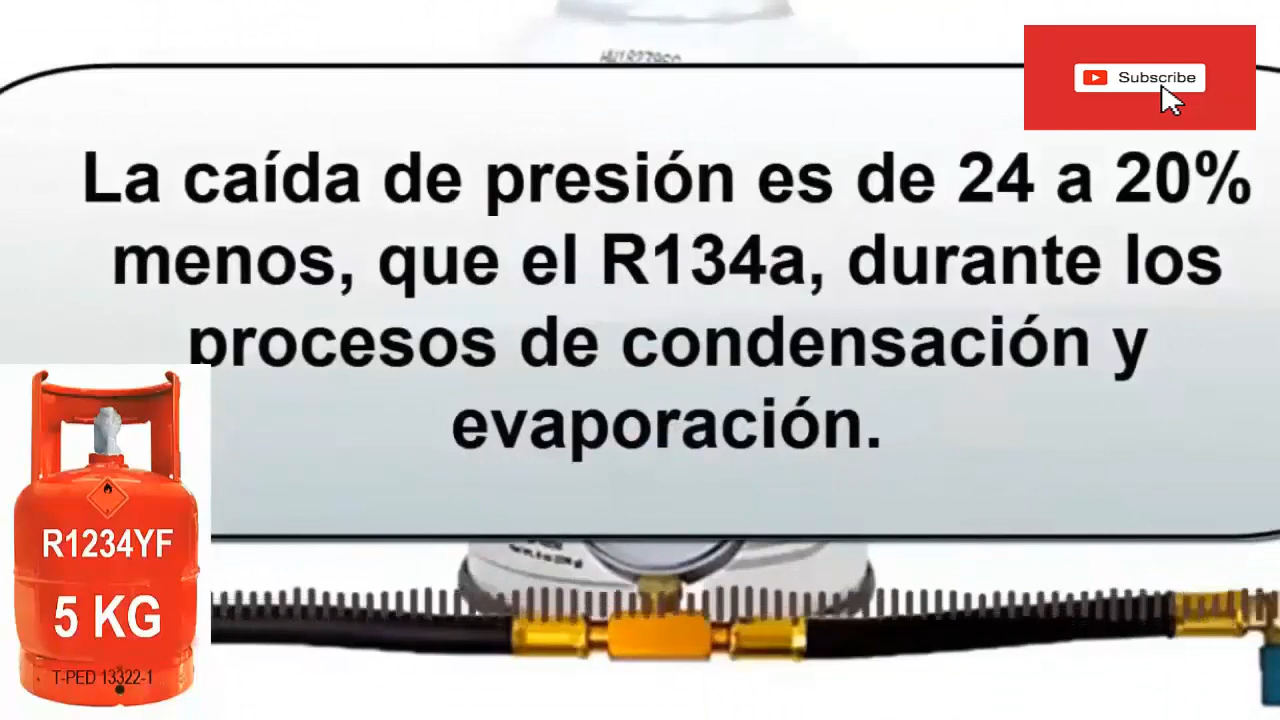 Subscribe
La caída de presión es de 24 a 20%
menos, que el R134a, durante los
procesos de condensación y
evaporación.
R1234YF
5 KG
T-PED 13322-1